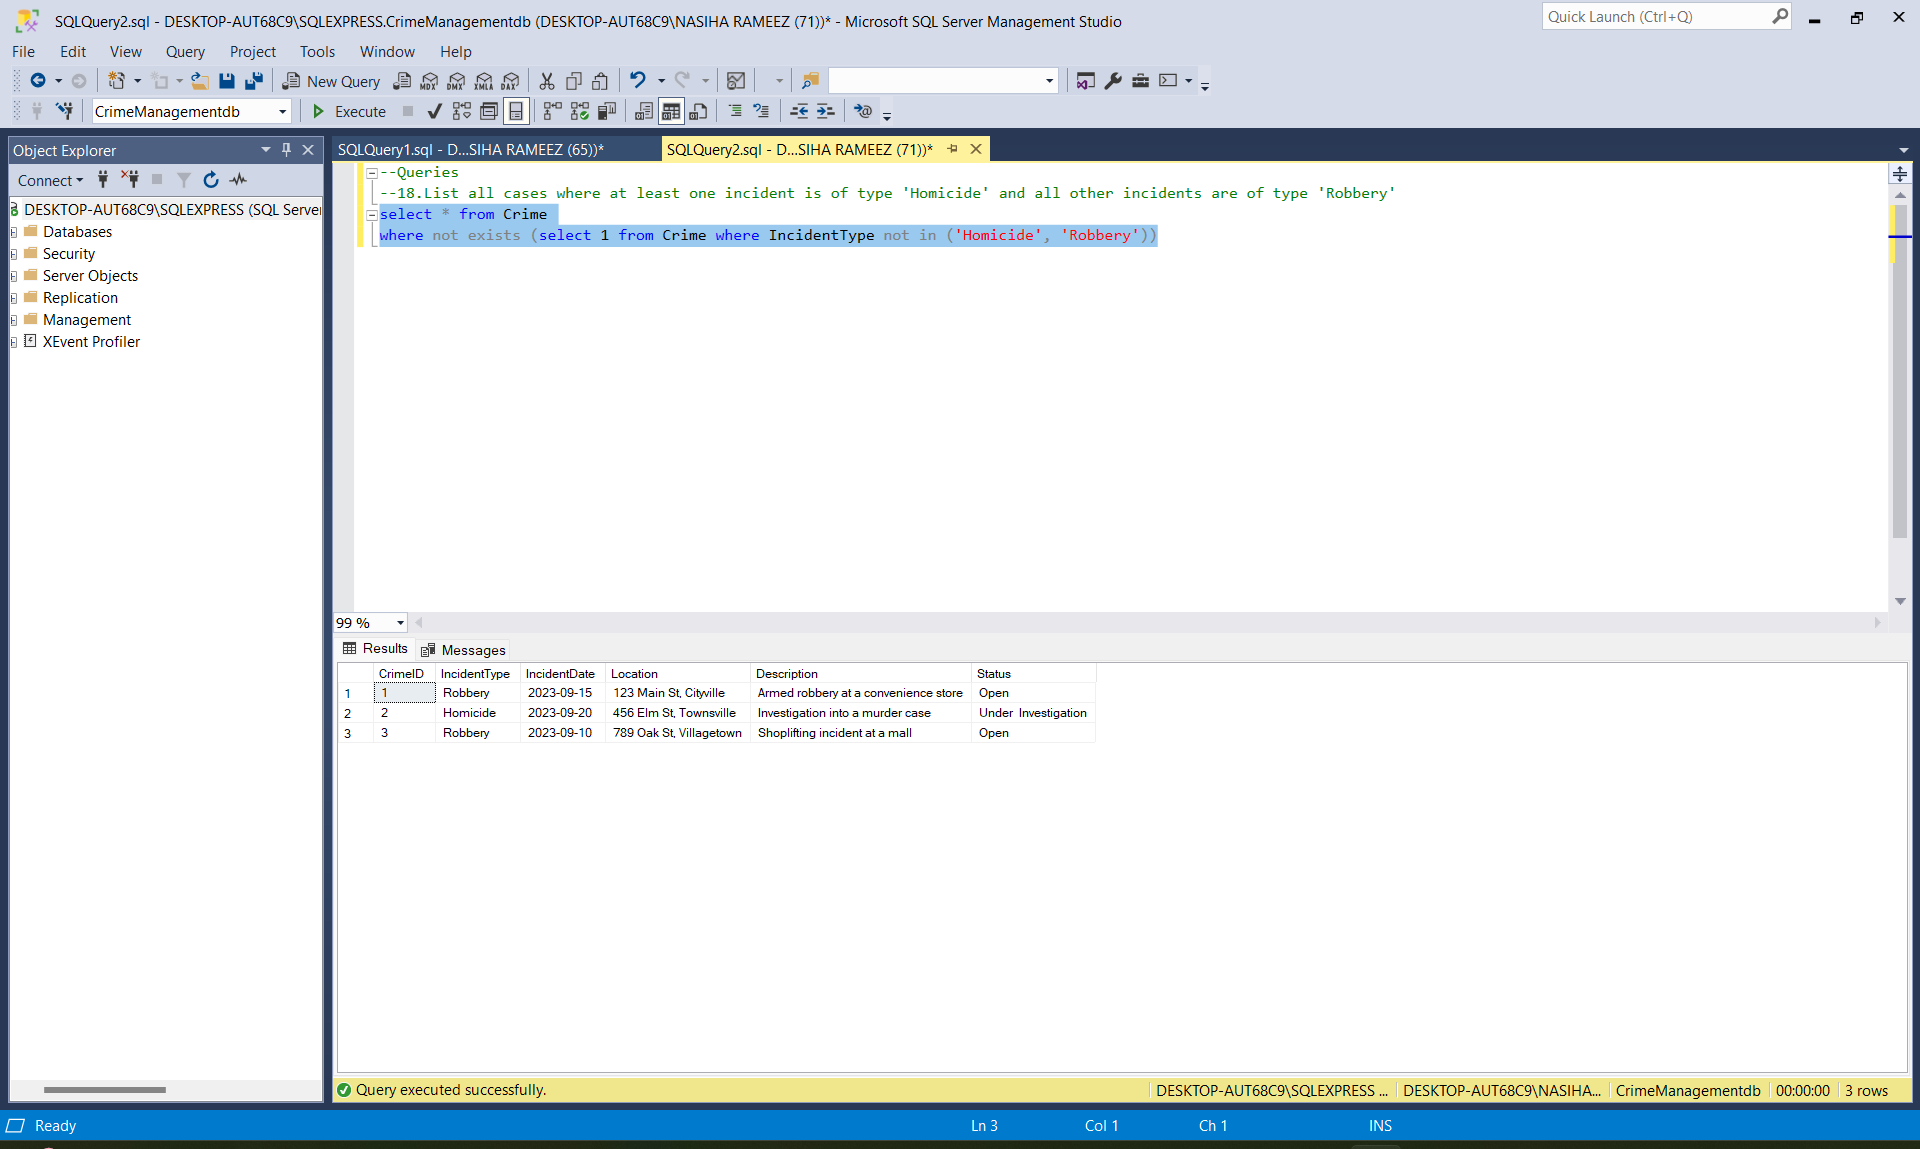 SQLQuery2.sql - DESKTOP-AUT68C9\SQLEXPRESS.CrimeManagementdb (DESKTOP-AUT68C9\NASIHA RAMEEZ (71))* - Microsoft SQL Server Management Studio
Quick Launch (Ctrl+Q)
File Edit View Query Project Tools Window Help
New Query MDX DMX XMLA DAX
CrimeManagementdb Execute
Object Explorer
SQLQuery1.sql - D...SIHA RAMEEZ (65))* SQLQuery2.sql - D...SIHA RAMEEZ (71))*
Connect
DESKTOP-AUT68C9\SQLEXPRESS (SQL Server
Databases
Security
Server Objects
Replication
Management
XEvent Profiler
--Queries
--18.List all cases where at least one incident is of type 'Homicide' and all other incidents are of type 'Robbery'
select * from Crime
where not exists (select 1 from Crime where IncidentType not in ('Homicide', 'Robbery'))
99 %
Results Messages
CrimeID IncidentType IncidentDate Location Description Status
1 1 Robbery 2023-09-15 123 Main St, Cityville Armed robbery at a convenience store Open
2 2 Homicide 2023-09-20 456 Elm St, Townsville Investigation into a murder case Under Investigation
3 3 Robbery 2023-09-10 789 Oak St, Villagetown Shoplifting incident at a mall Open
Query executed successfully. DESKTOP-AUT68C9\SQLEXPRESS ... DESKTOP-AUT68C9\NASIHA... CrimeManagementdb 00:00:00 3 rows
Ready Ln 3 Col 1 Ch 1 INS